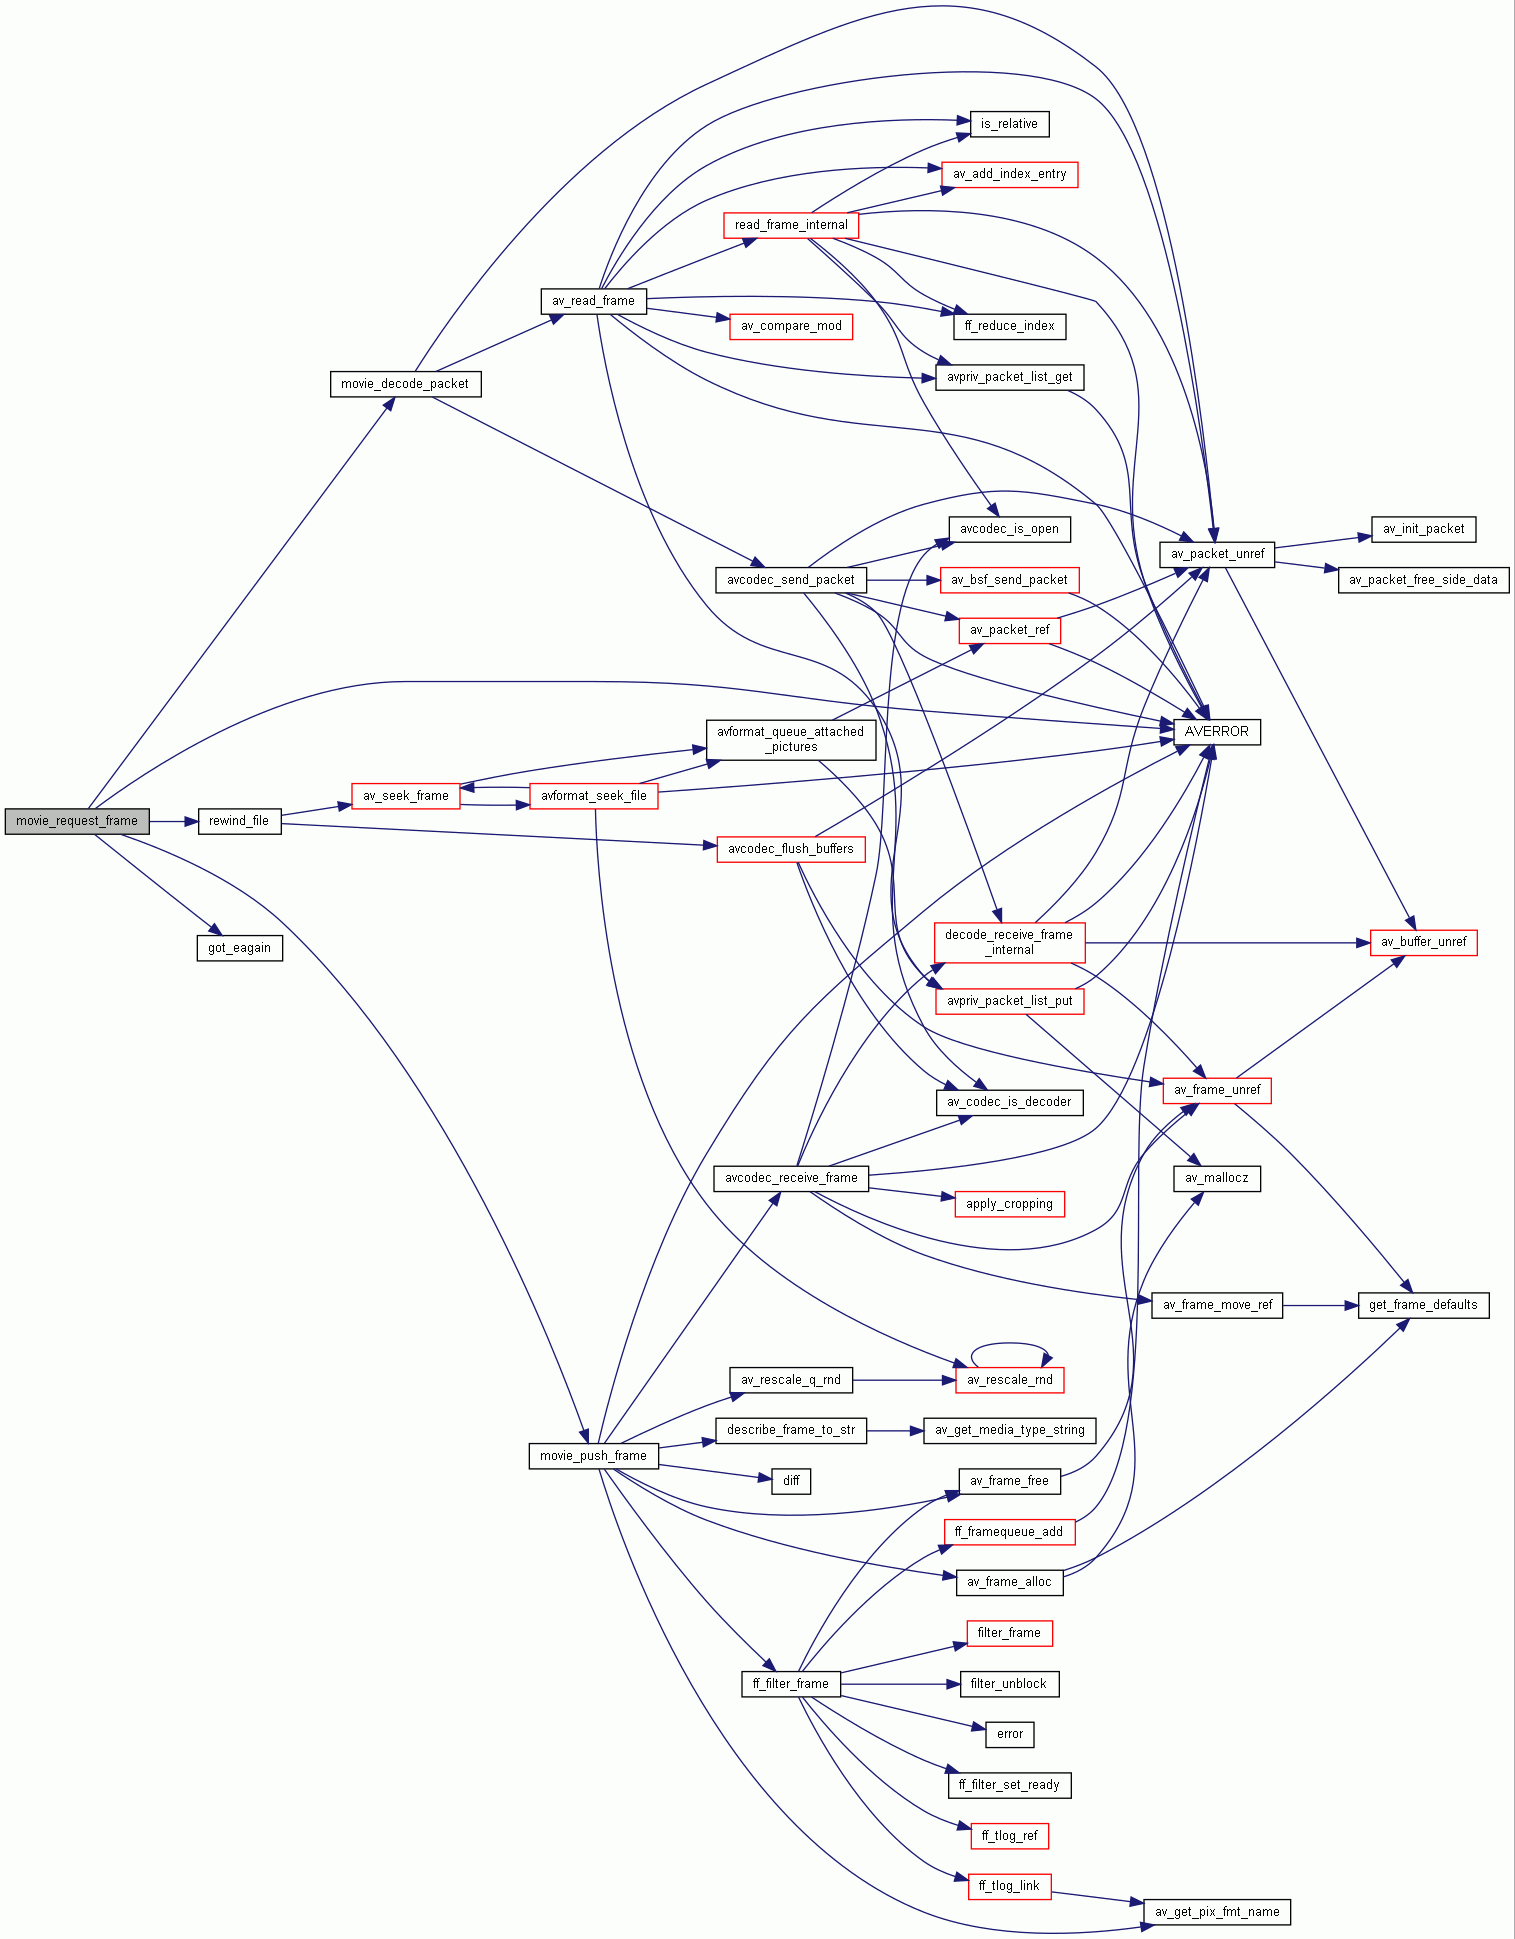 is_relative
av_add_index_entry
read_frame_internal
av_read_frame
av_compare_mod
ff_reduce_index
avpriv_packet_list_get
movie_decode_packet
avcodec_is_open
av_init_packet
av_packet_unref
avcodec_send_packet
av_bsf_send_packet
av_packet_free_side_data
av_packet_ref
avformat_queue_attached
_pictures
AVERROR
av_seek_frame
avformat_seek_file
movie_request_frame
rewind_file
avcodec_flush_buffers
got_eagain
decode_receive_frame
_internal
av_buffer_unref
avpriv_packet_list_put
av_frame_unref
av_codec_is_decoder
avcodec_receive_frame
av_mallocz
apply_cropping
av_frame_move_ref
get_frame_defaults
av_rescale_q_rnd
av_rescale_rnd
describe_frame_to_str
av_get_media_type_string
movie_push_frame
diff
av_frame_free
ff_framequeue_add
av_frame_alloc
filter_frame
ff_filter_frame
filter_unblock
error
ff_filter_set_ready
ff_tlog_ref
ff_tlog_link
av_get_pix_fmt_name